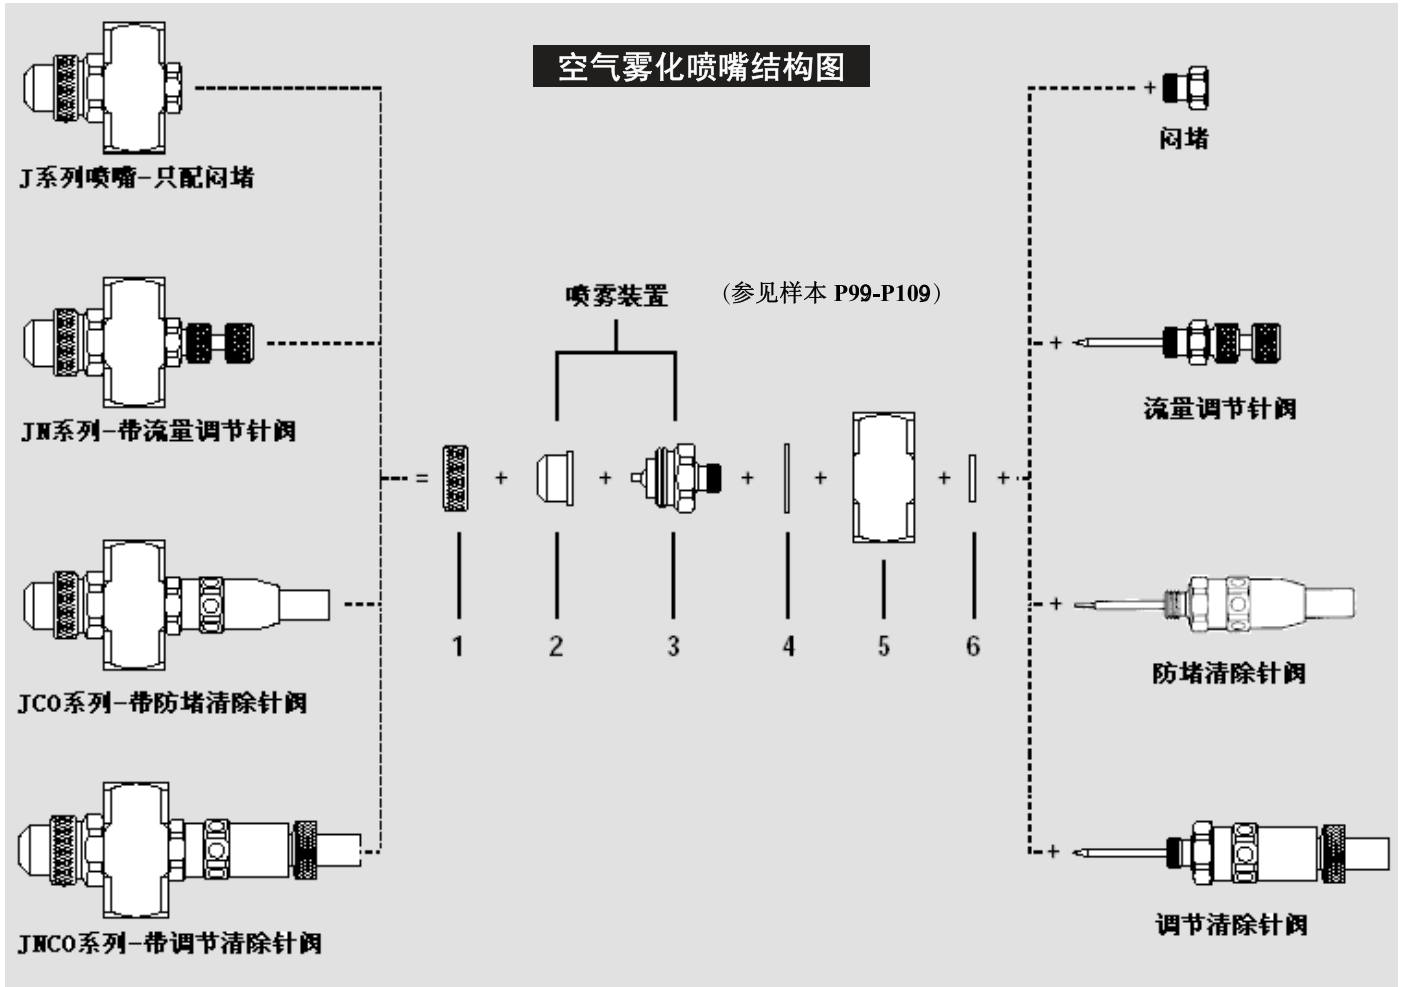 空气雾化喷嘴结构图
J系列喷嘴-只配闷堵
闷堵
喷雾装置 (参见样本 P99-P109)
JN系列-带流量调节针阀
流量调节针阀
= + + + + + +
1 2 3 4 5 6
JCO系列-带防堵清除针阀
防堵清除针阀
JNCO系列-带调节清除针阀
调节清除针阀